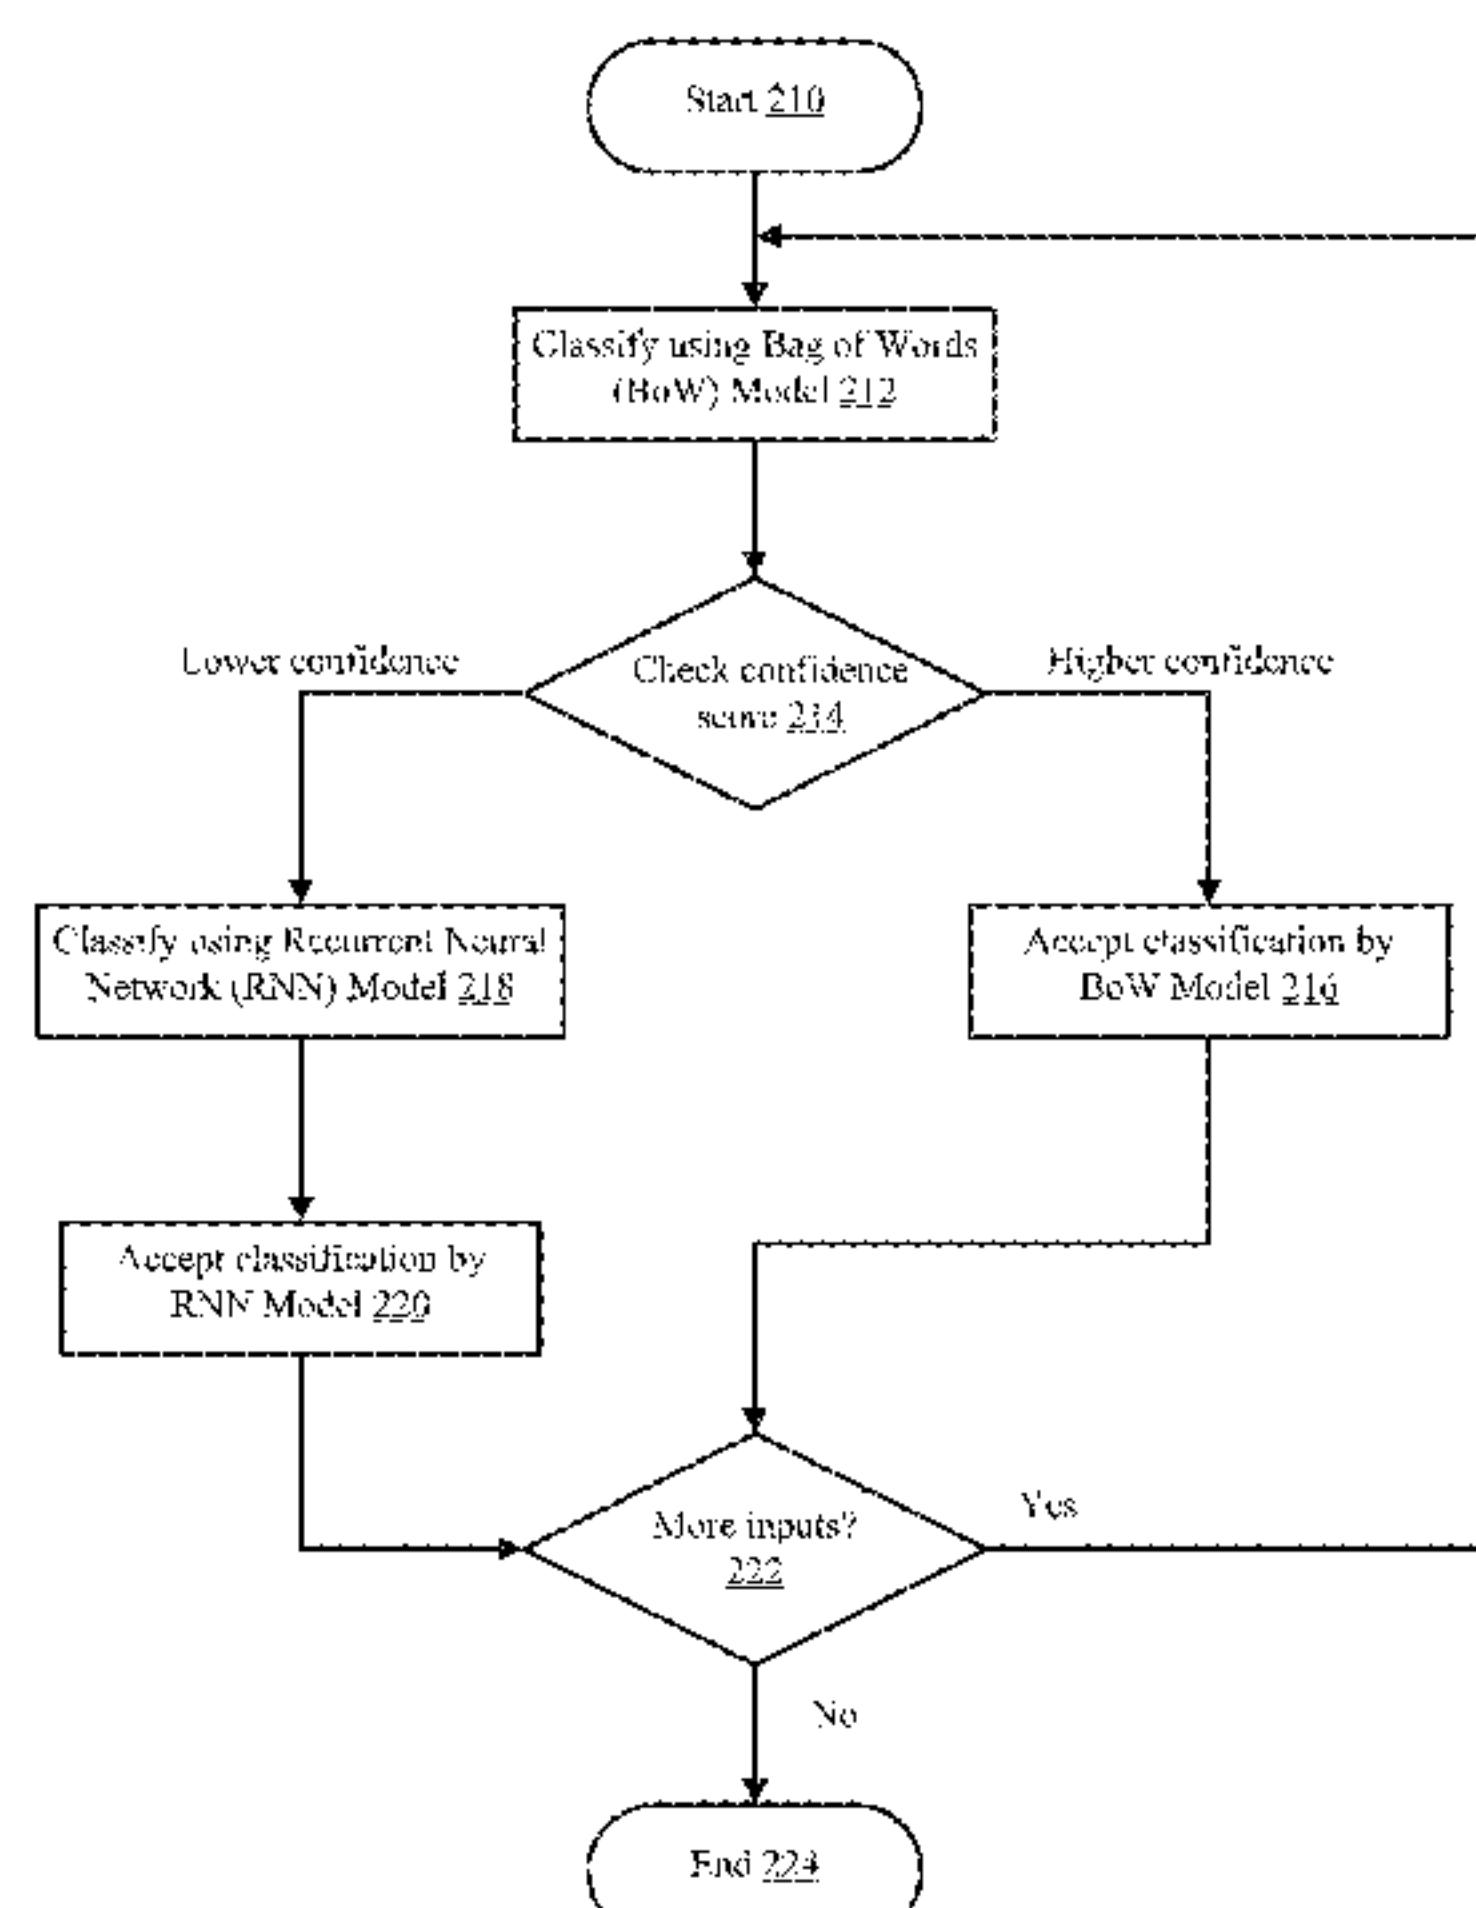 Start 210
Classify using Bag of Words
(BoW) Model 212
Lower confidence
Check confidence
score 214
Higher confidence
Classify using Recurrent Neural
Network (RNN) Model 218
Accept classification by
BoW Model 216
Accept classification by
RNN Model 220
More inputs?
222
Yes
No
End 224